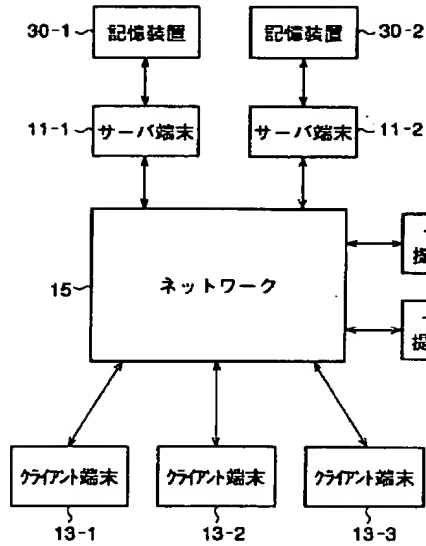 30-1 記憶装置 記憶装置 30-2
11-1 サーバ端末 サーバ端末 11-2
15 ネットワーク
提
提
クライアント端末 クライアント端末 クライアント端末
13-1 13-2 13-3